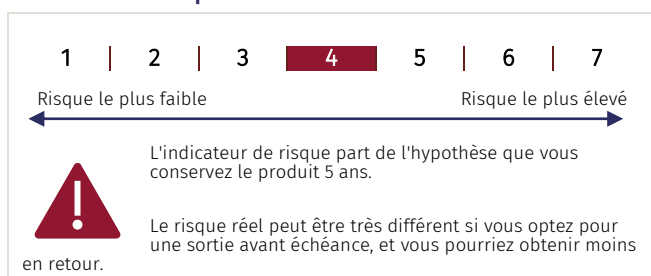 1 | 2 | 3 | 4 | 5 | 6 | 7
Risque le plus faible Risque le plus élevé
L'indicateur de risque part de l'hypothèse que vous
conservez le produit 5 ans.
Le risque réel peut être très différent si vous optez pour
une sortie avant échéance, et vous pourriez obtenir moins
en retour.